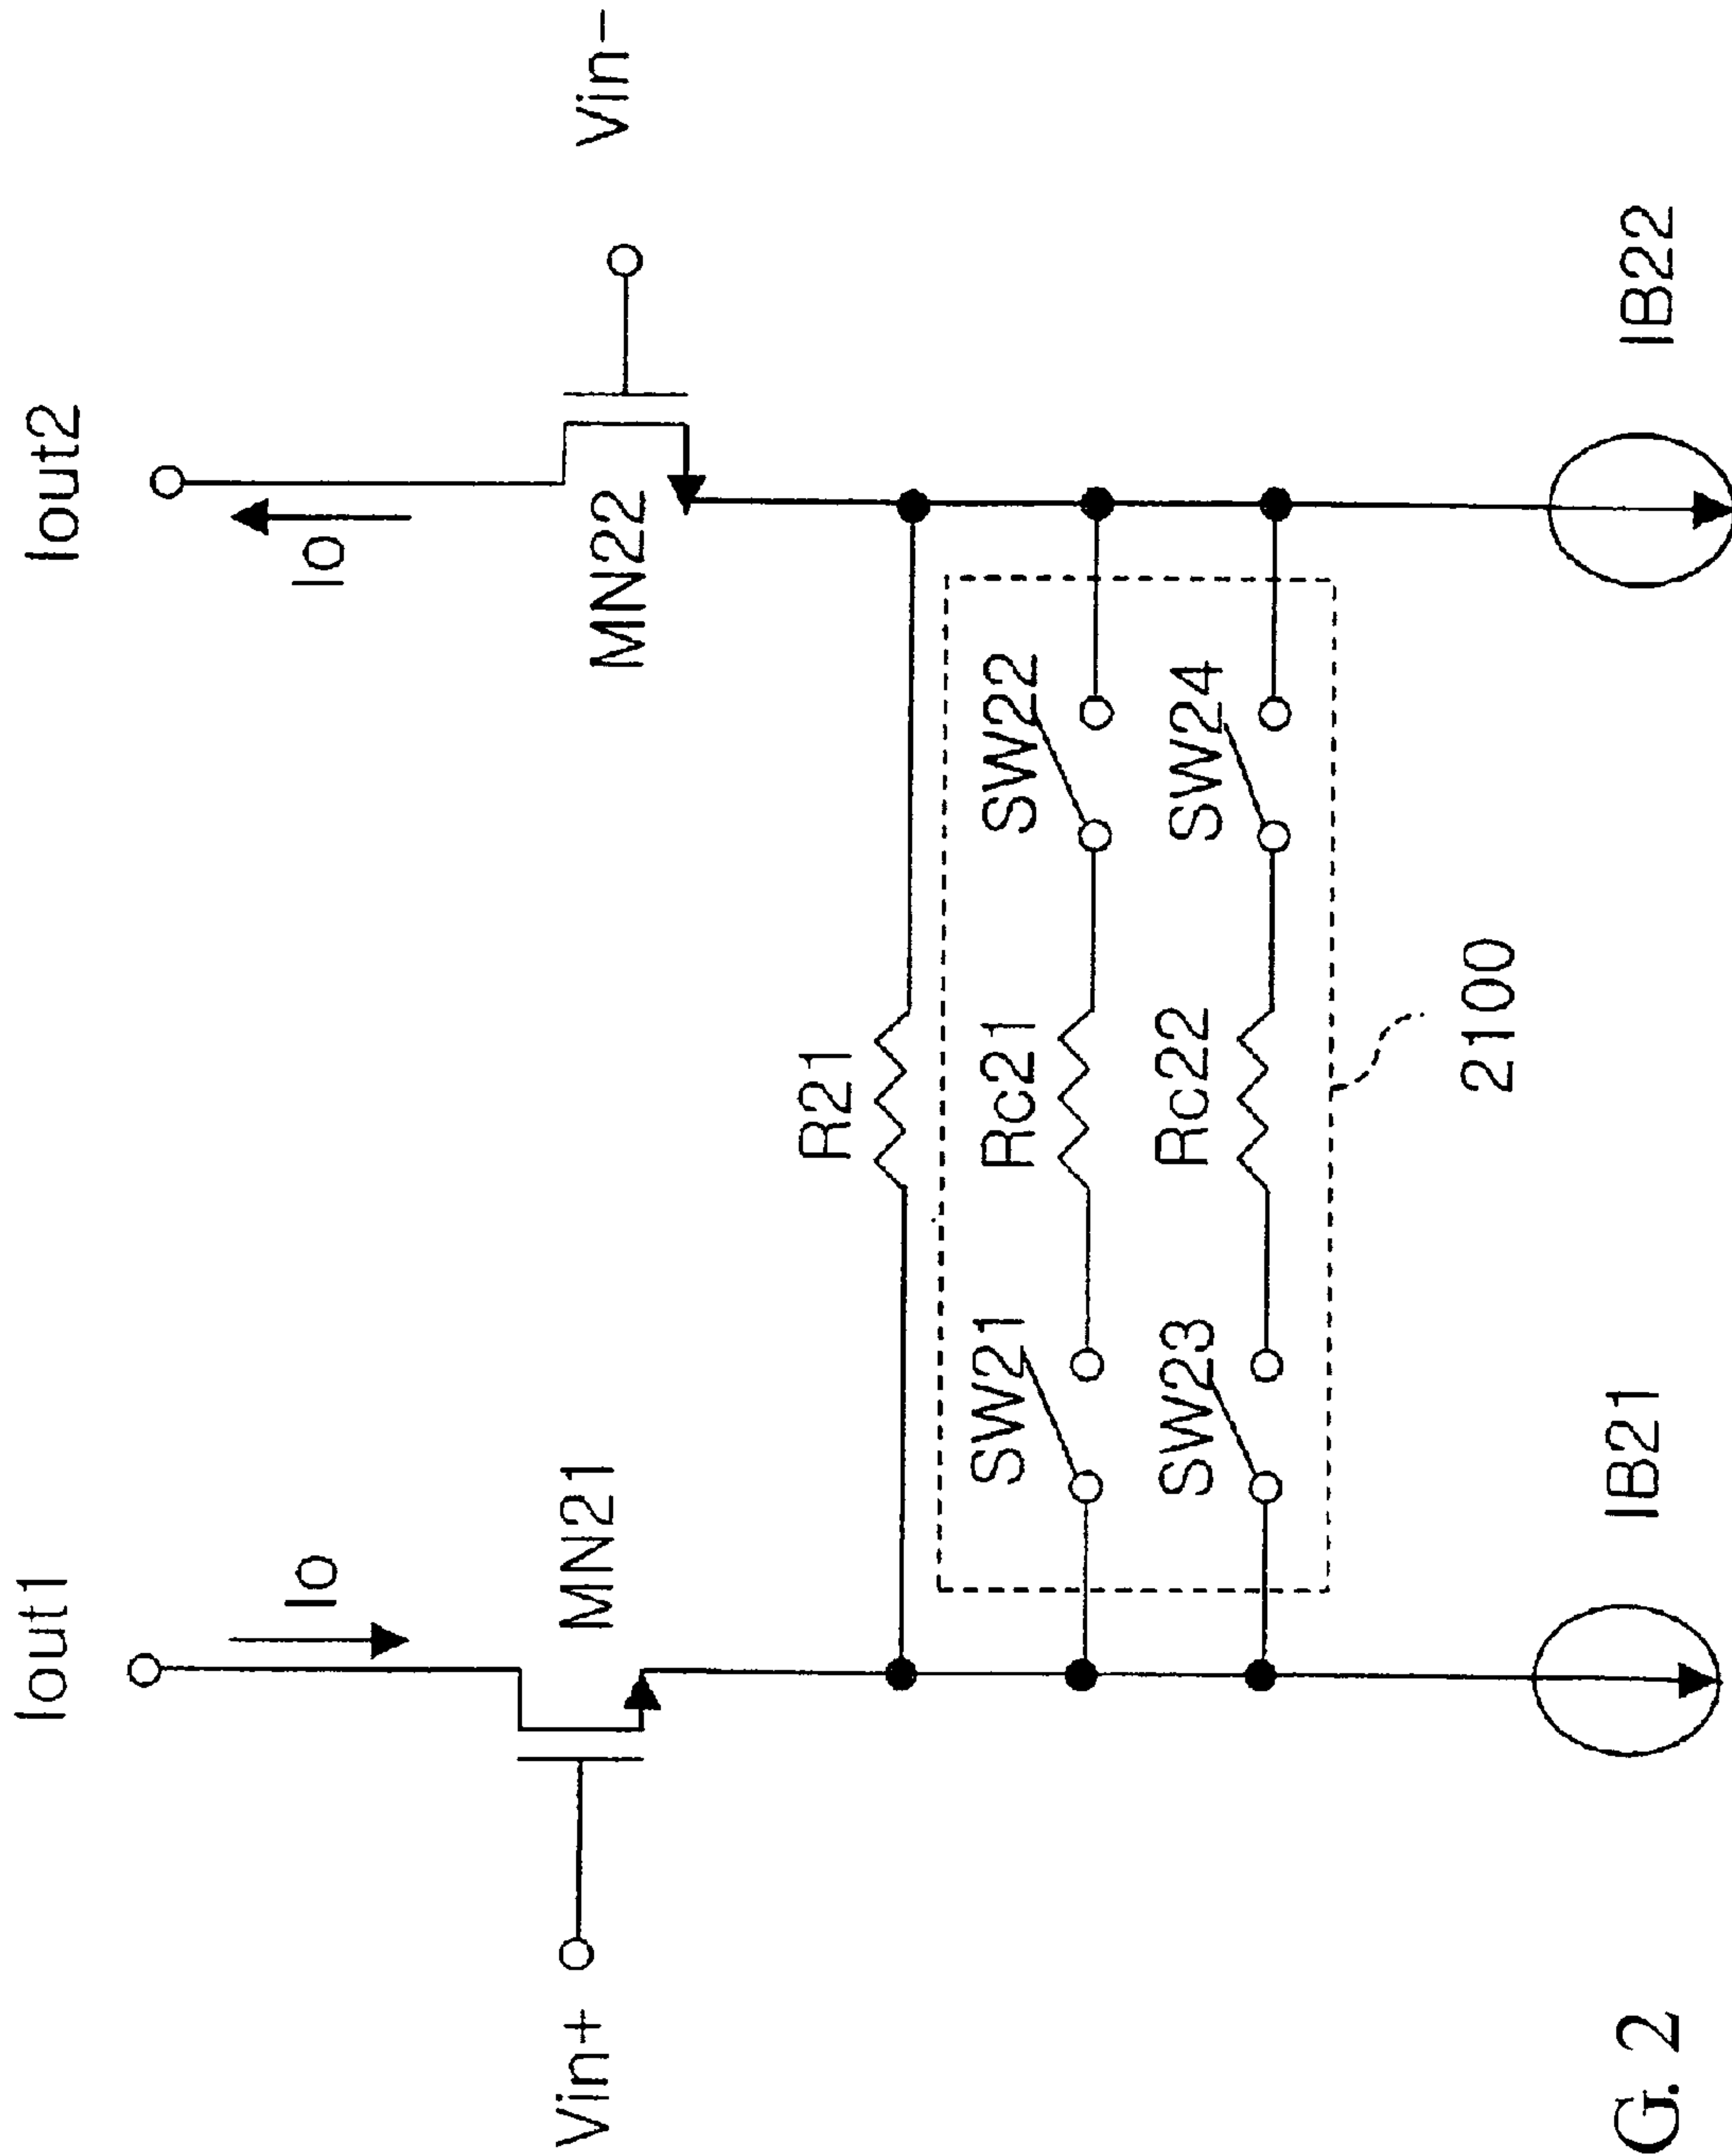 Iout1
Iout2
Io
Io
Vin+
MN21
MN22
Vin-
R21
SW21
Rc21
SW22
SW23
Rc22
SW24
2100
IB21
IB22
G. 2